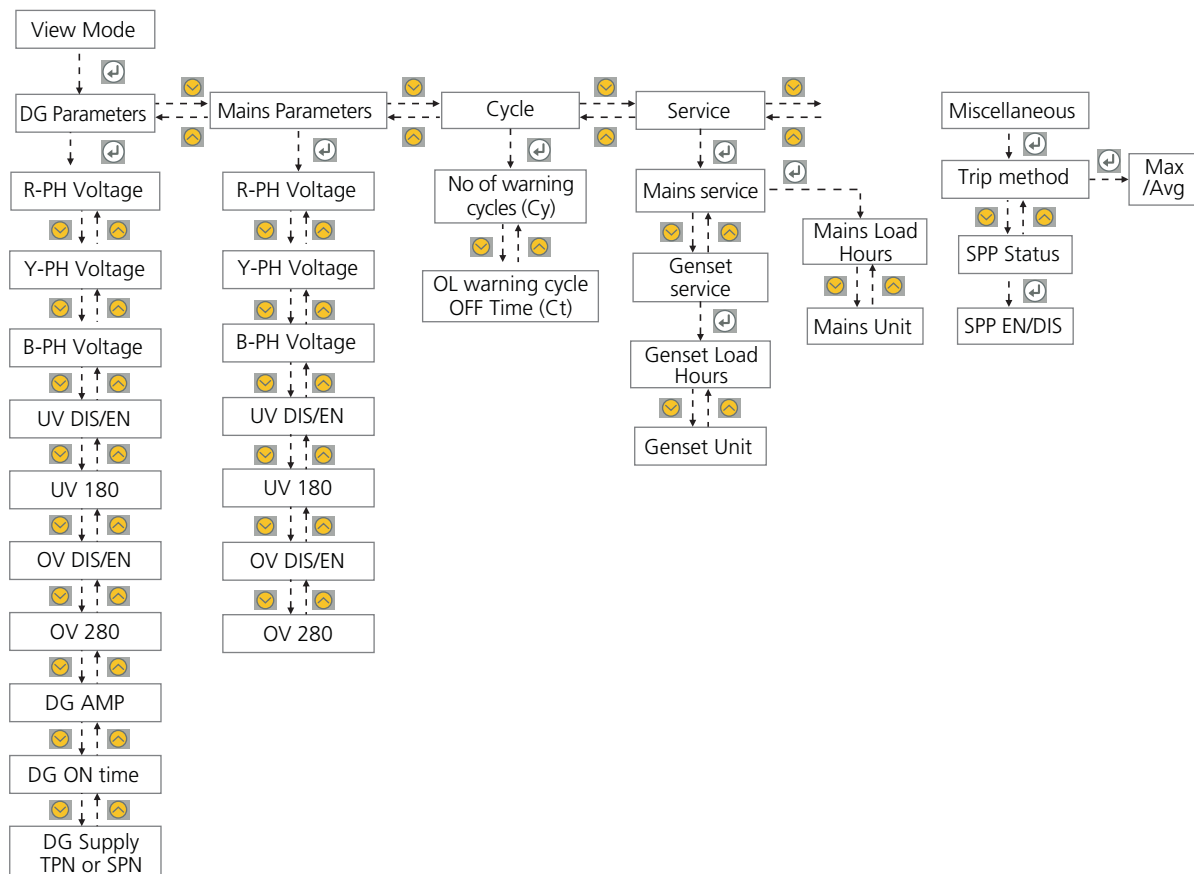 View Mode
DG Parameters
Mains Parameters
Cycle
Service
Miscellaneous
R-PH Voltage
Y-PH Voltage
B-PH Voltage
UV DIS/EN
UV 180
OV DIS/EN
OV 280
DG AMP
DG ON time
DG Supply
TPN or SPN
R-PH Voltage
Y-PH Voltage
B-PH Voltage
UV DIS/EN
UV 180
OV DIS/EN
OV 280
No of warning
cycles (Cy)
OL warning cycle
OFF Time (Ct)
Mains service
Genset
service
Genset Load
Hours
Genset Unit
Mains Load
Hours
Mains Unit
Trip method
Max
/Avg
SPP Status
SPP EN/DIS